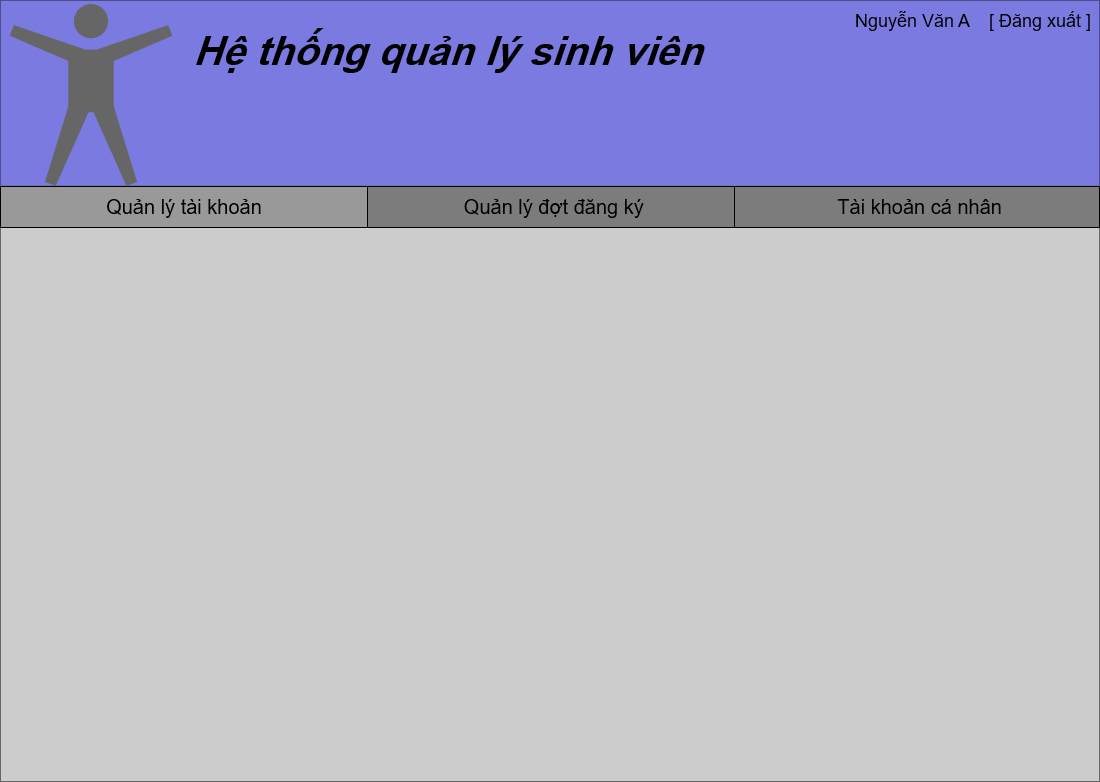 Nguyễn Văn A [ Đăng xuất ]
Hệ thống quản lý sinh viên
Quản lý tài khoản Quản lý đợt đăng ký Tài khoản cá nhân